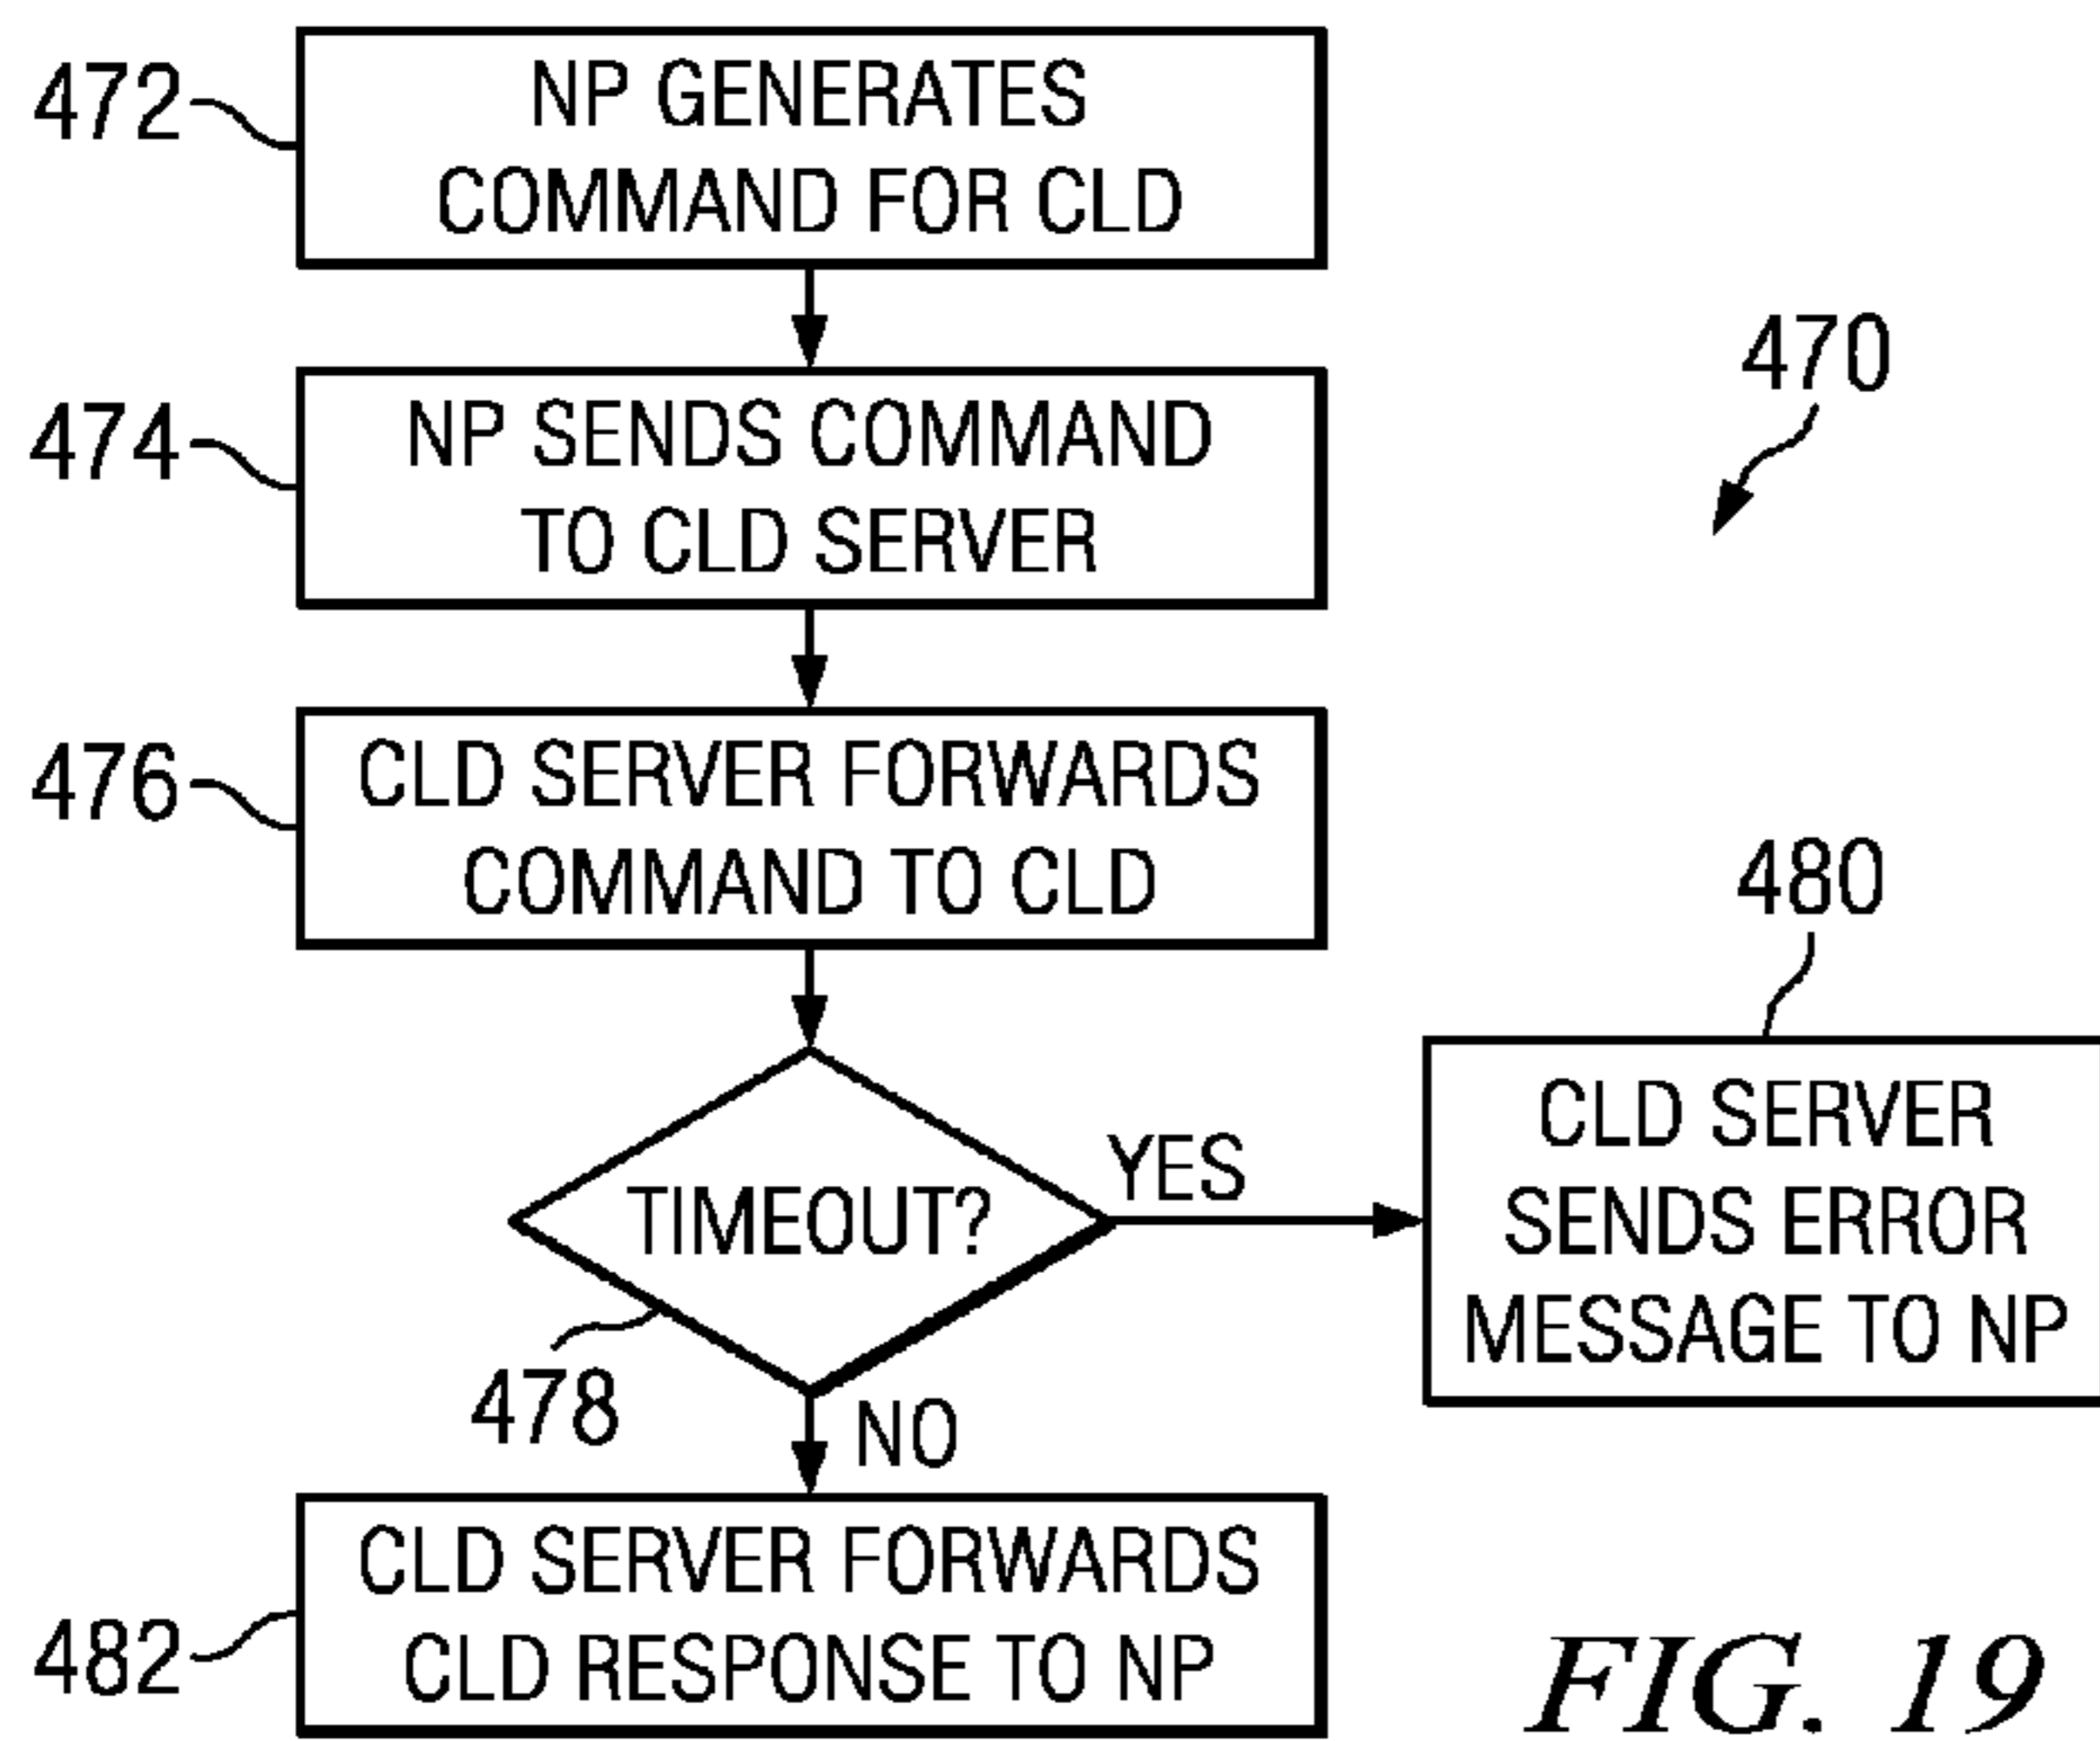 472
NP GENERATES
COMMAND FOR CLD
474
NP SENDS COMMAND
TO CLD SERVER
470
476
CLD SERVER FORWARDS
COMMAND TO CLD
478
TIMEOUT?
YES
480
CLD SERVER
SENDS ERROR
MESSAGE TO NP
NO
482
CLD SERVER FORWARDS
CLD RESPONSE TO NP
FIG. 19